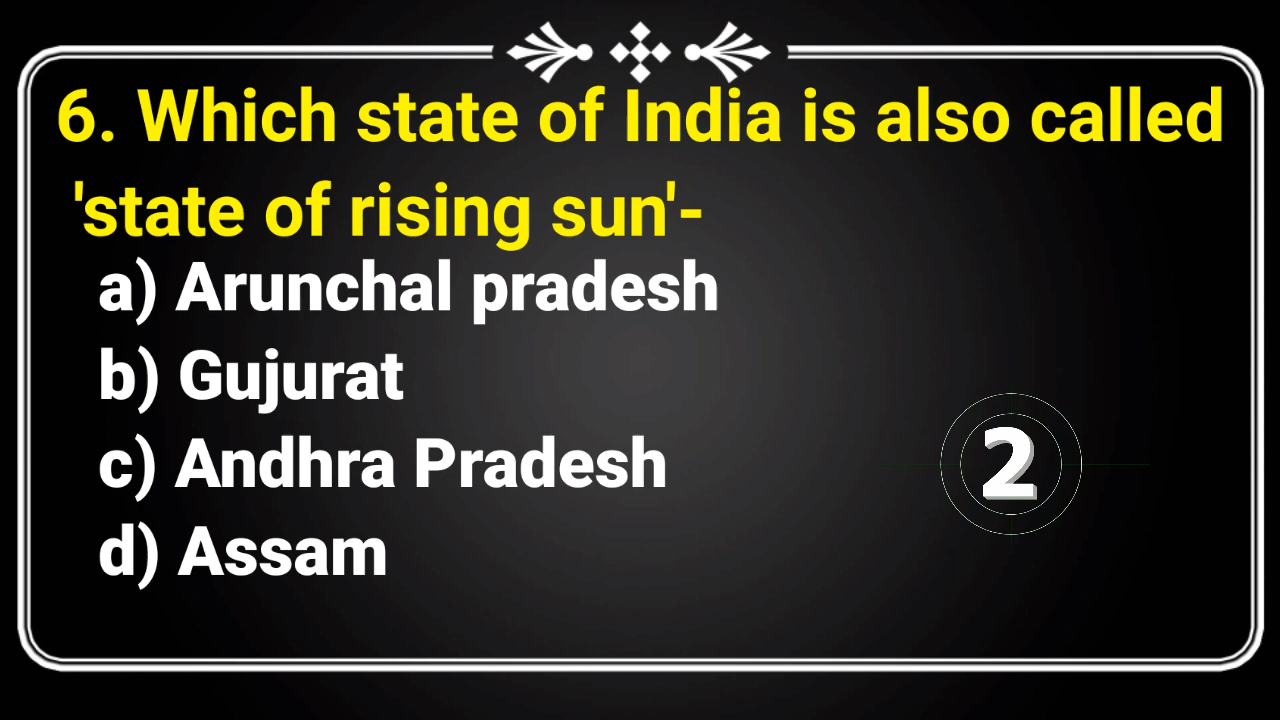 6. Which state of India is also called
'state of rising sun'-
a) Arunchal pradesh
b) Gujurat
c) Andhra Pradesh
d) Assam
2